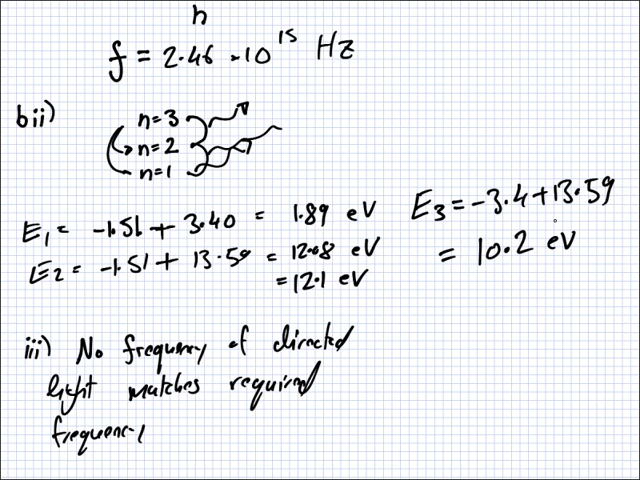 h
f = 2.46 ×10^15 Hz
bii)
n=3
n=2
n=1
E1 = -1.51 + 3.40 = 1.89 eV
E2 = -1.51 + 13.59 = 12.08 eV
= 12.1 eV
E3 = -3.4+13.59
= 10.2 eV
iii) No frequency of directed
light matches required
frequency